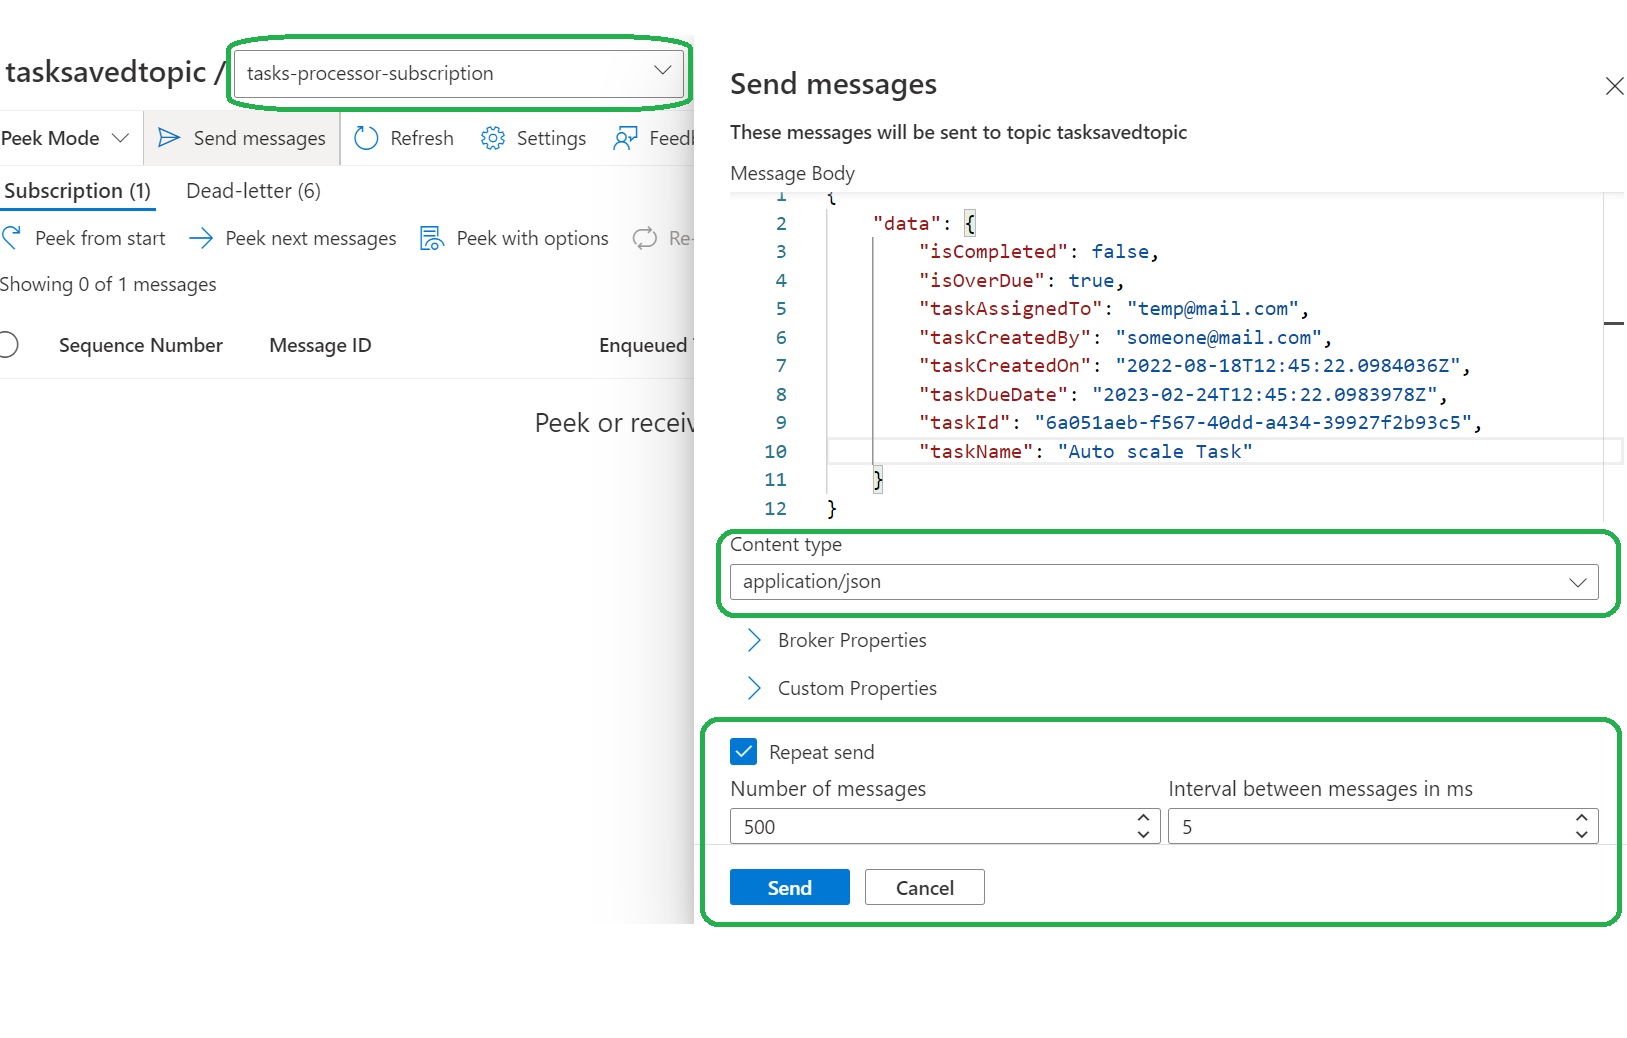 tasksavedtopic /
tasks-processor-subscription
Peek Mode
Send messages
Refresh
Settings
Feedb
Subscription (1)
Dead-letter (6)
Peek from start
Peek next messages
Peek with options
Re-
Showing 0 of 1 messages
Sequence Number
Message ID
Enqueued
Peek or receiv
Send messages
These messages will be sent to topic tasksavedtopic
Message Body
1 {
2 "data": {
3 "isCompleted": false,
4 "isOverDue": true,
5 "taskAssignedTo": "temp@mail.com",
6 "taskCreatedBy": "someone@mail.com",
7 "taskCreatedOn": "2022-08-18T12:45:22.0984036Z",
8 "taskDueDate": "2023-02-24T12:45:22.0983978Z",
9 "taskId": "6a051aeb-f567-40dd-a434-39927f2b93c5",
10 "taskName": "Auto scale Task"
11 }
12 }
Content type
application/json
Broker Properties
Custom Properties
Repeat send
Number of messages
Interval between messages in ms
500
5
Send
Cancel